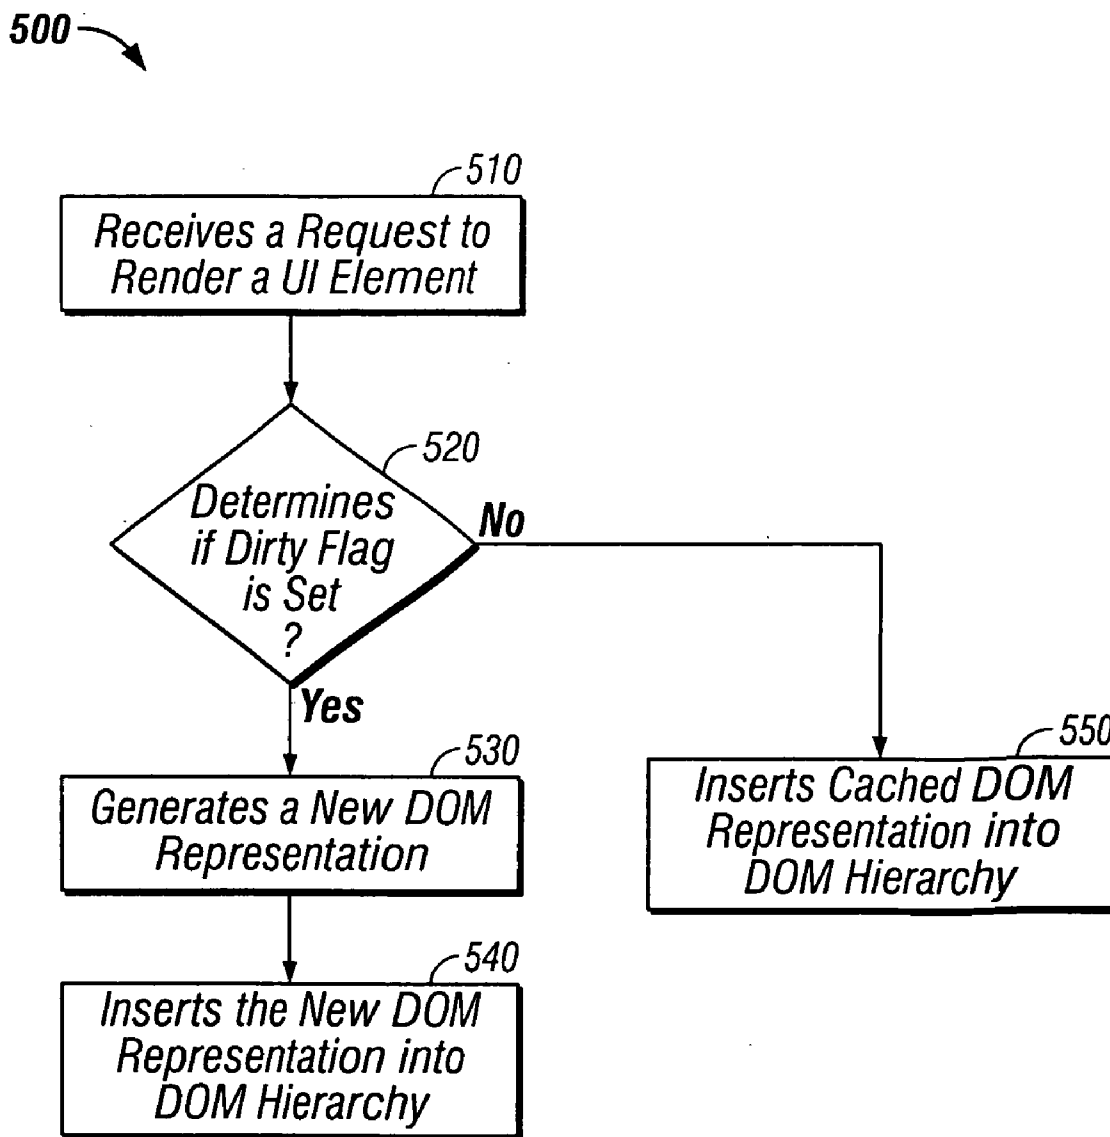 500
510
Receives a Request to
Render a UI Element
520
Determines
if Dirty Flag
is Set
?
No
Yes
530
Generates a New DOM
Representation
540
Inserts the New DOM
Representation into
DOM Hierarchy
550
Inserts Cached DOM
Representation into
DOM Hierarchy